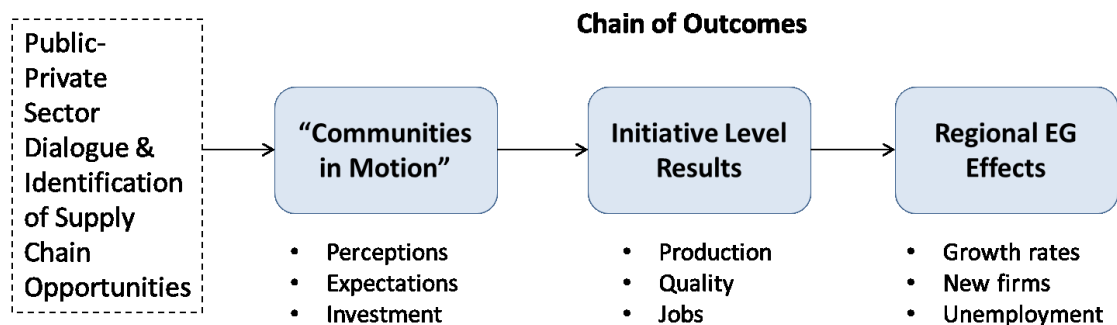 Chain of Outcomes
Public-
Private
Sector
Dialogue &
Identification
of Supply
Chain
Opportunities
“Communities
in Motion”
• Perceptions
• Expectations
• Investment
Initiative Level
Results
• Production
• Quality
• Jobs
Regional EG
Effects
• Growth rates
• New firms
• Unemployment